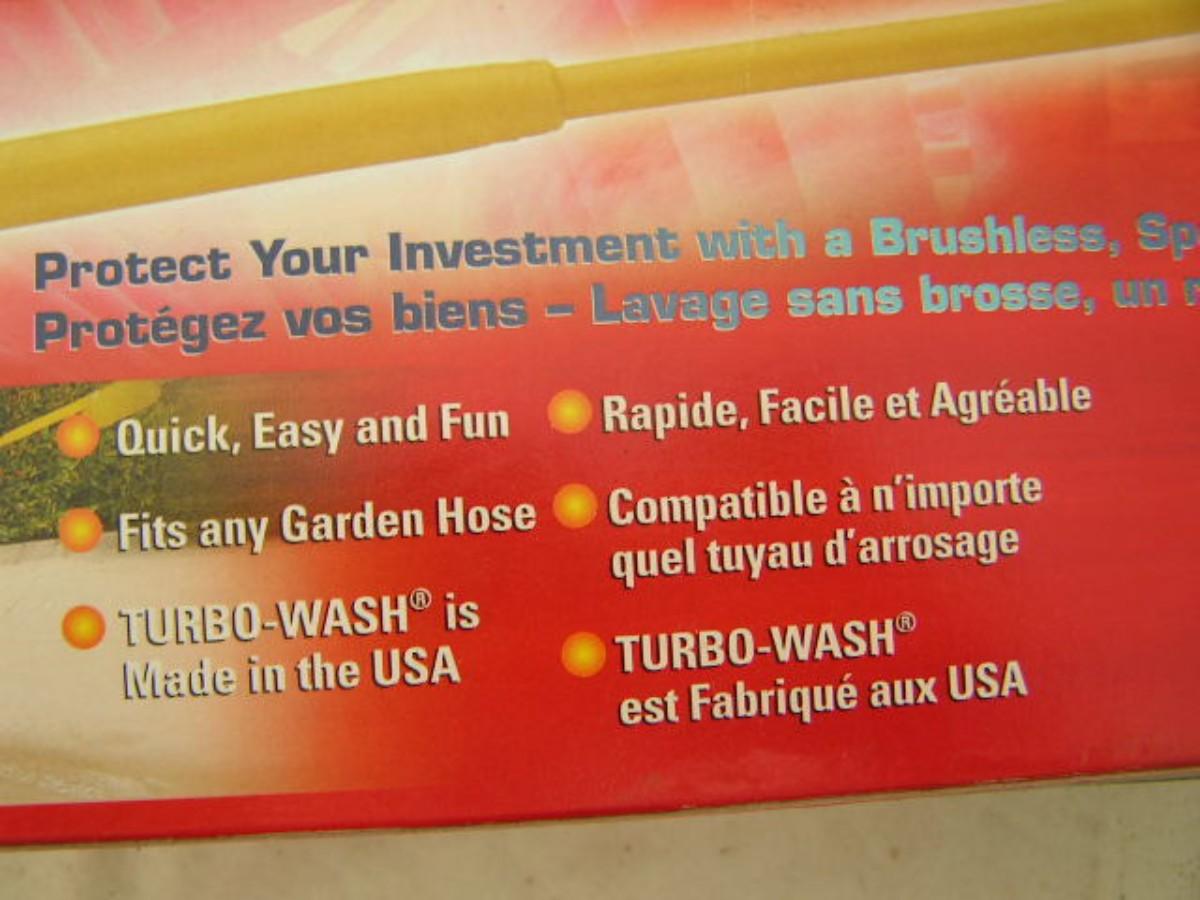 Protect Your Investment with a Brushless,
Protégez vos biens – Lavage sans brosse, un
Quick, Easy and Fun
Fits any Garden Hose
TURBO-WASH® is
Made in the USA
Rapide, Facile et Agréable
Compatible à n'importe
quel tuyau d'arrosage
TURBO-WASH®
est Fabriqué aux USA